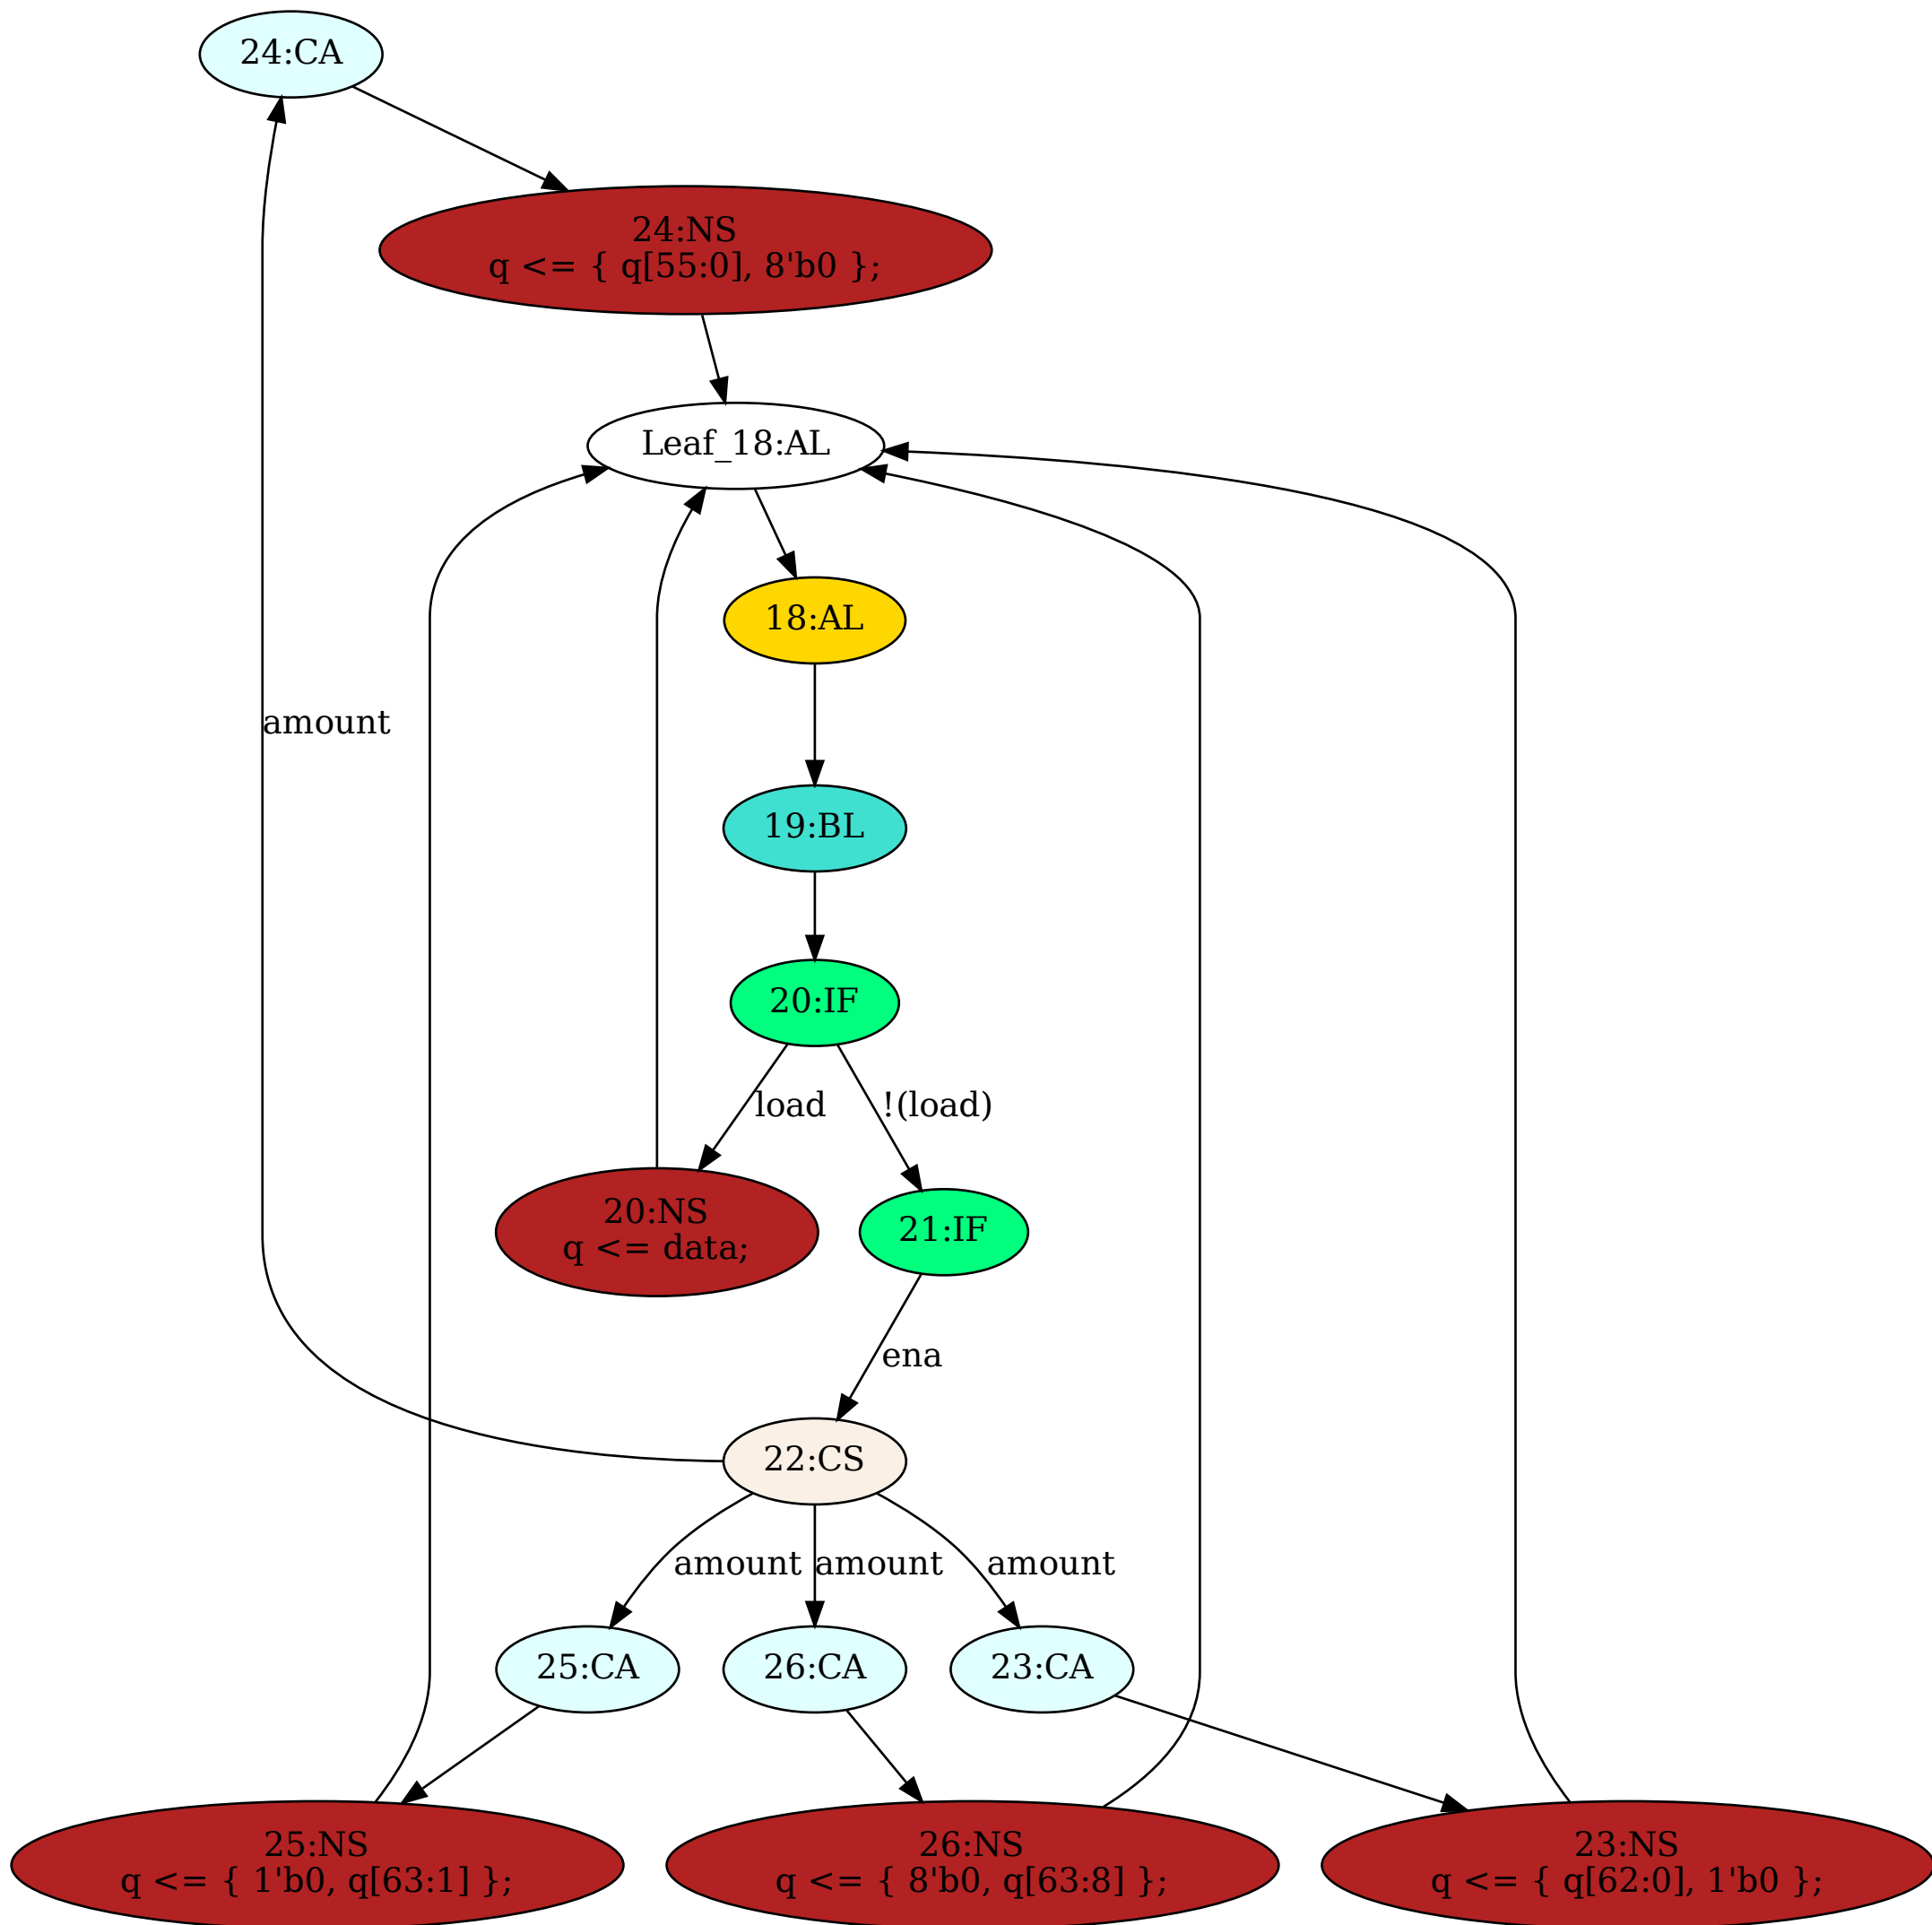 24:CA
24:NS
q <= { q[55:0], 8'b0 };
Leaf_18:AL
18:AL
amount
19:BL
20:IF
load
!(load)
20:NS
q <= data;
21:IF
ena
22:CS
amount
amount
amount
25:CA
26:CA
23:CA
25:NS
q <= { 1'b0, q[63:1] };
26:NS
q <= { 8'b0, q[63:8] };
23:NS
q <= { q[62:0], 1'b0 };